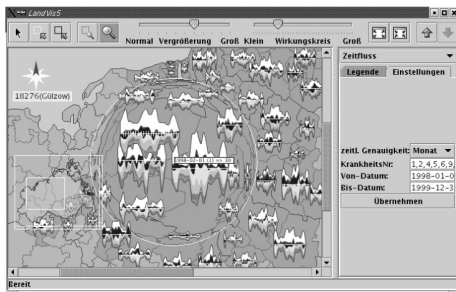 LandVis5
Normal Vergrößerung Groß Klein Wirkungskreis Groß
Zeitfluss
Legende Einstellungen
18276(Gülzow)
zeitl. Genauigkeit: Monat
KrankheitsNr: 1,2,4,5,6,9,
Von-Datum: 1998-01-0
Bis-Datum: 1999-12-3
Übernehmen
Bereit